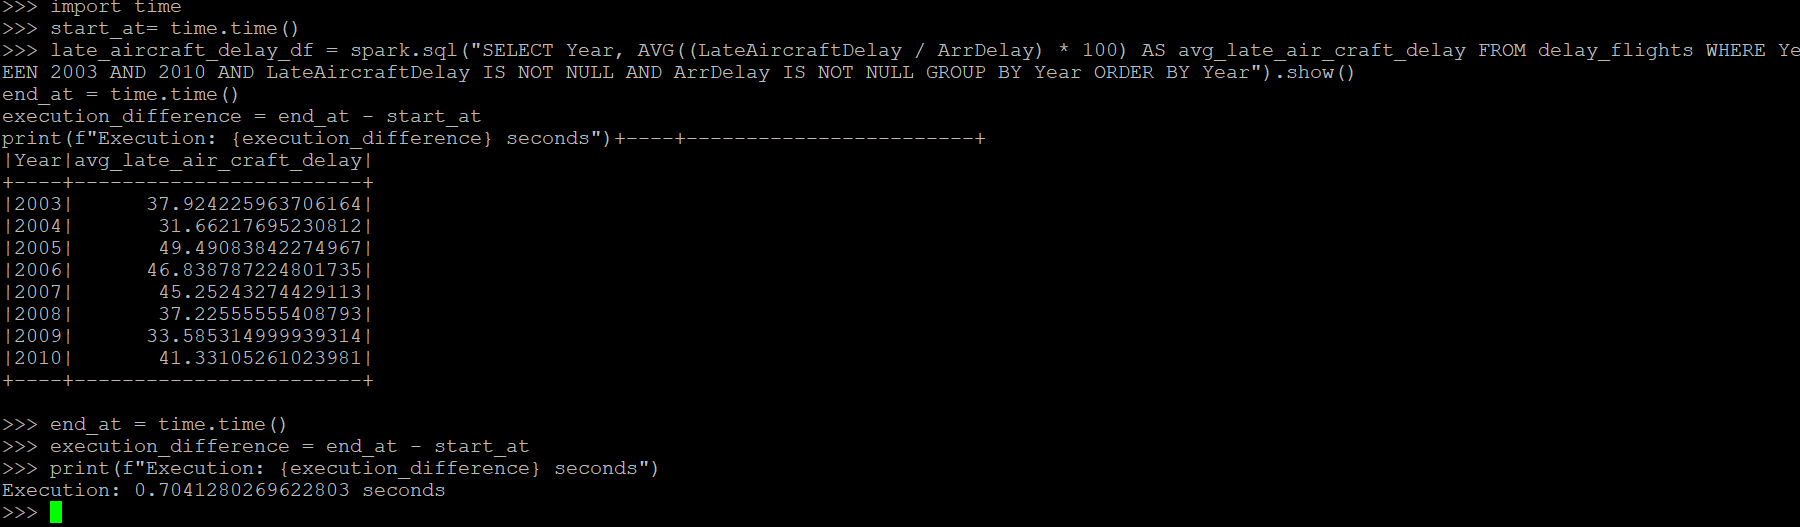 >>> import time
>>> start_at= time.time()
>>> late_aircraft_delay_df = spark.sql("SELECT Year, AVG((LateAircraftDelay / ArrDelay) * 100) AS avg_late_air_craft_delay FROM delay_flights WHERE Ye
EEN 2003 AND 2010 AND LateAircraftDelay IS NOT NULL AND ArrDelay IS NOT NULL GROUP BY Year ORDER BY Year").show()
end_at = time.time()
execution_difference = end_at - start_at
print(f"Execution: {execution_difference} seconds")+----+------------------------+
|Year|avg_late_air_craft_delay|
+----+------------------------+
|2003|      37.924225963706164|
|2004|       31.66217695230812|
|2005|       49.49083842274967|
|2006|      46.838787224801735|
|2007|       45.25243274429113|
|2008|       37.22555555408793|
|2009|      33.585314999939314|
|2010|       41.33105261023981|
+----+------------------------+
>>> end_at = time.time()
>>> execution_difference = end_at - start_at
>>> print(f"Execution: {execution_difference} seconds")
Execution: 0.7041280269622803 seconds
>>>